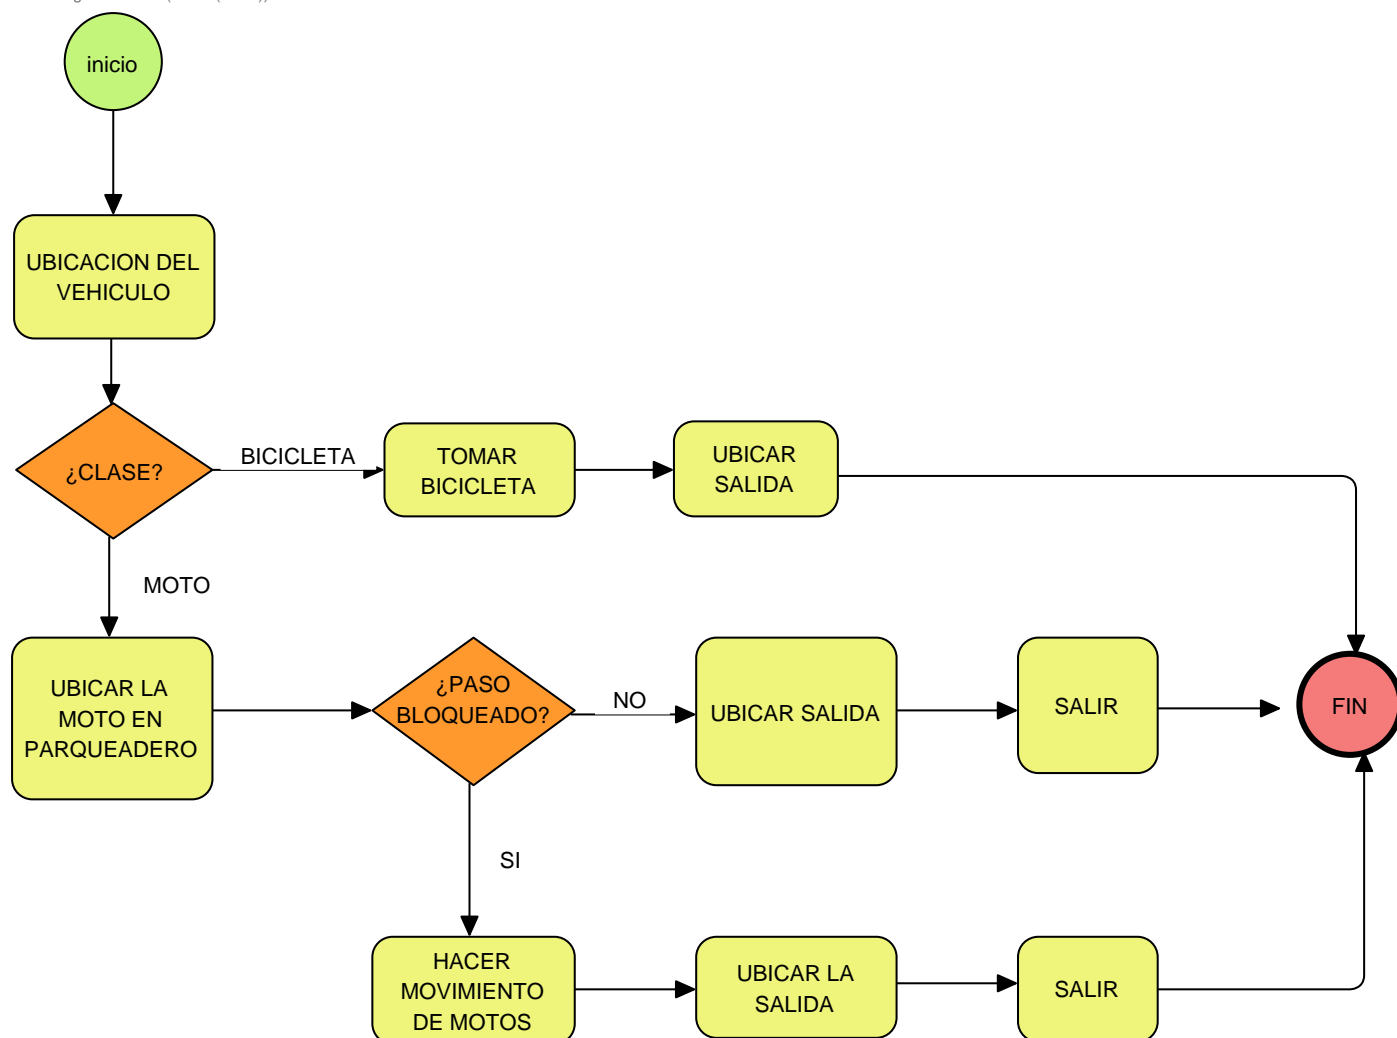 inicio
UBICACION DEL
VEHICULO
¿CLASE?
BICICLETA
TOMAR
BICICLETA
UBICAR
SALIDA
MOTO
UBICAR LA
MOTO EN
PARQUEADERO
¿PASO
BLOQUEADO?
NO
UBICAR SALIDA
SALIR
FIN
SI
HACER
MOVIMIENTO
DE MOTOS
UBICAR LA
SALIDA
SALIR